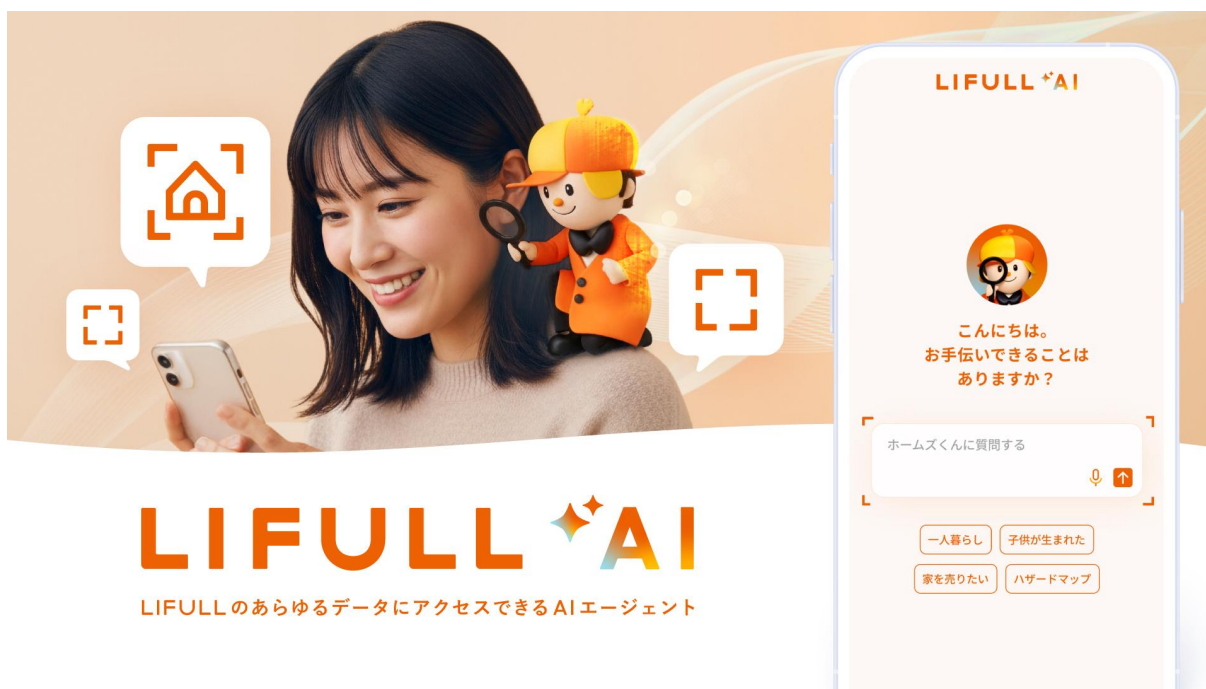 LIFULL AI
LIFULLのあらゆるデータにアクセスできるAIエージェント
LIFULL AI
こんにちは。
お手伝いできることは
ありますか？
ホームズくんに質問する
一人暮らし
子供が生まれた
家を売りたい
ハザードマップ